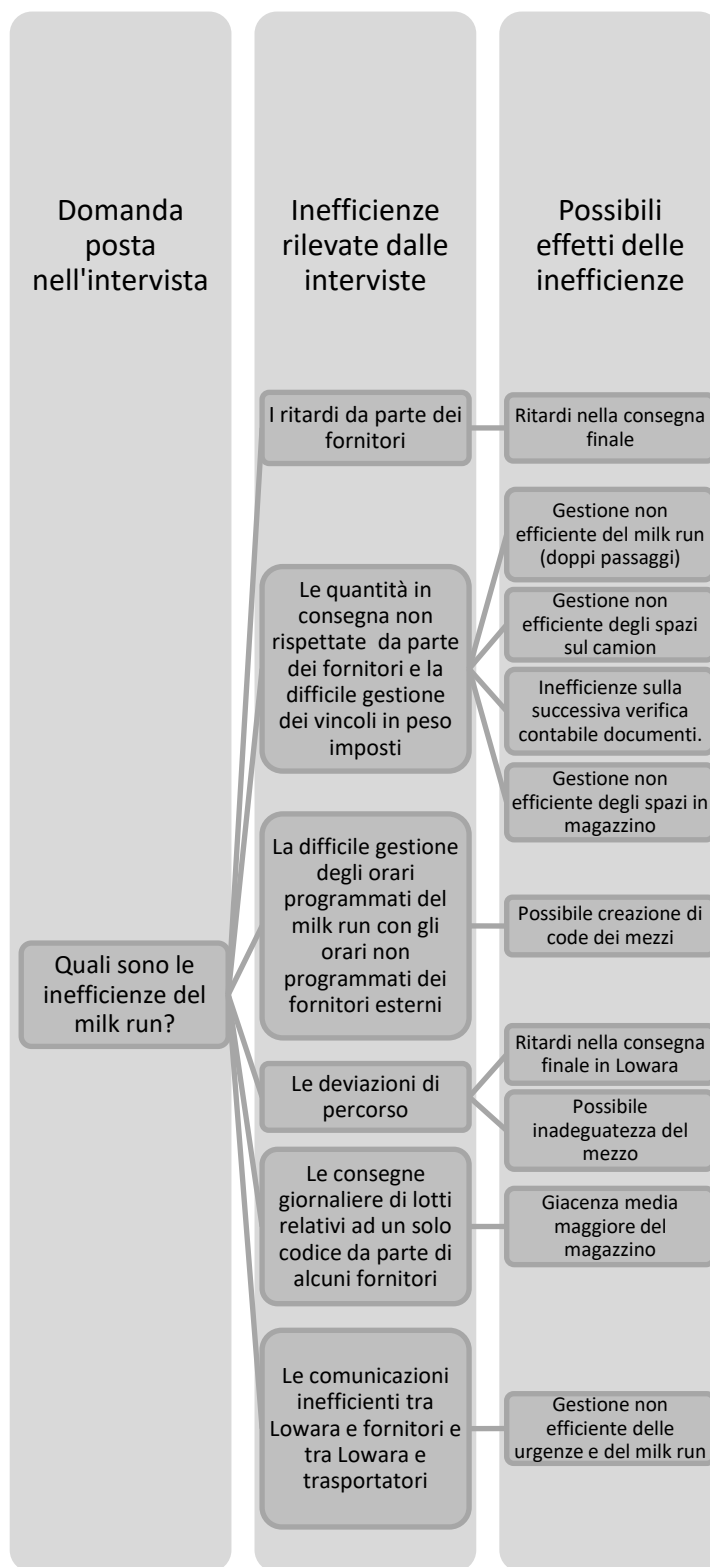 Domanda
posta
nell'intervista
Inefficienze
rilevate dalle
interviste
Possibili
effetti delle
inefficienze
Quali sono le
inefficienze del
milk run?
I ritardi da parte dei
fornitori
Ritardi nella consegna
finale
Le quantità in
consegna non
rispettate da parte
dei fornitori e la
difficile gestione
dei vincoli in peso
imposti
Gestione non
efficiente del milk run
(doppi passaggi)
Gestione non
efficiente degli spazi
sul camion
Inefficienze sulla
successiva verifica
contabile documenti.
Gestione non
efficiente degli spazi in
magazzino
La difficile gestione
degli orari
programmati del
milk run con gli
orari non
programmati dei
fornitori esterni
Possibile creazione di
code dei mezzi
Le deviazioni di
percorso
Ritardi nella consegna
finale in Lowara
Possibile
inadeguatezza del
mezzo
Le consegne
giornaliere di lotti
relativi ad un solo
codice da parte di
alcuni fornitori
Giacenza media
maggiore del
magazzino
Le comunicazioni
inefficienti tra
Lowara e fornitori e
tra Lowara e
trasportatori
Gestione non
efficiente delle
urgenze e del milk run